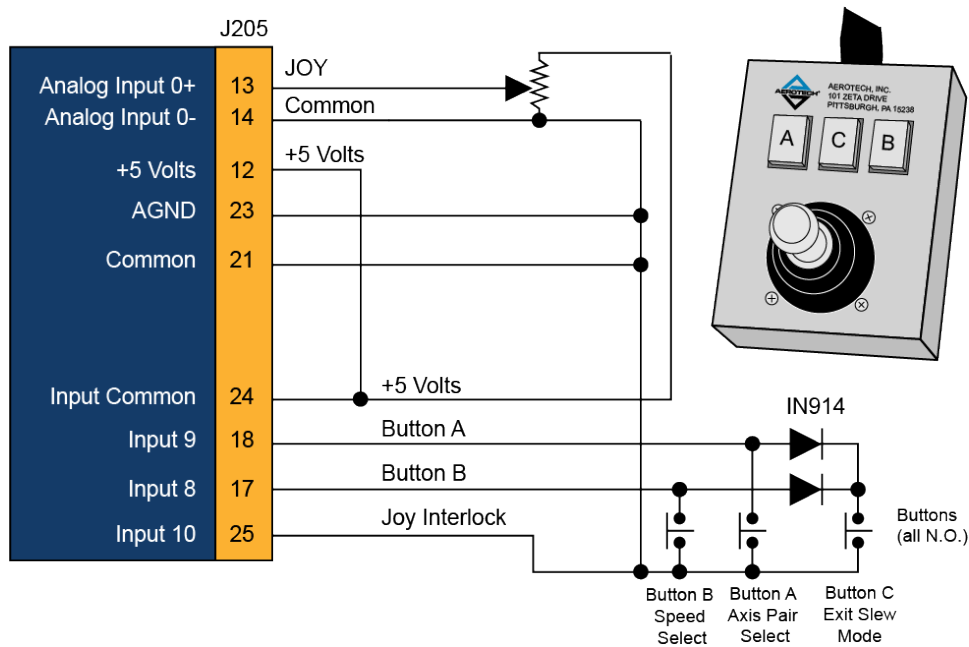 J205
Analog Input 0+ 13 JOY
Analog Input 0- 14 Common
+5 Volts 12 +5 Volts
AGND 23
Common 21
Input Common 24 +5 Volts
Input 9 18 Button A
Input 8 17 Button B
Input 10 25 Joy Interlock
AEROTECH
AEROTECH, INC.
101 ZETA DRIVE
PITTSBURGH, PA 15238
A C B
IN914
Buttons
(all N.O.)
Button B
Speed
Select
Button A
Axis Pair
Select
Button C
Exit Slew
Mode